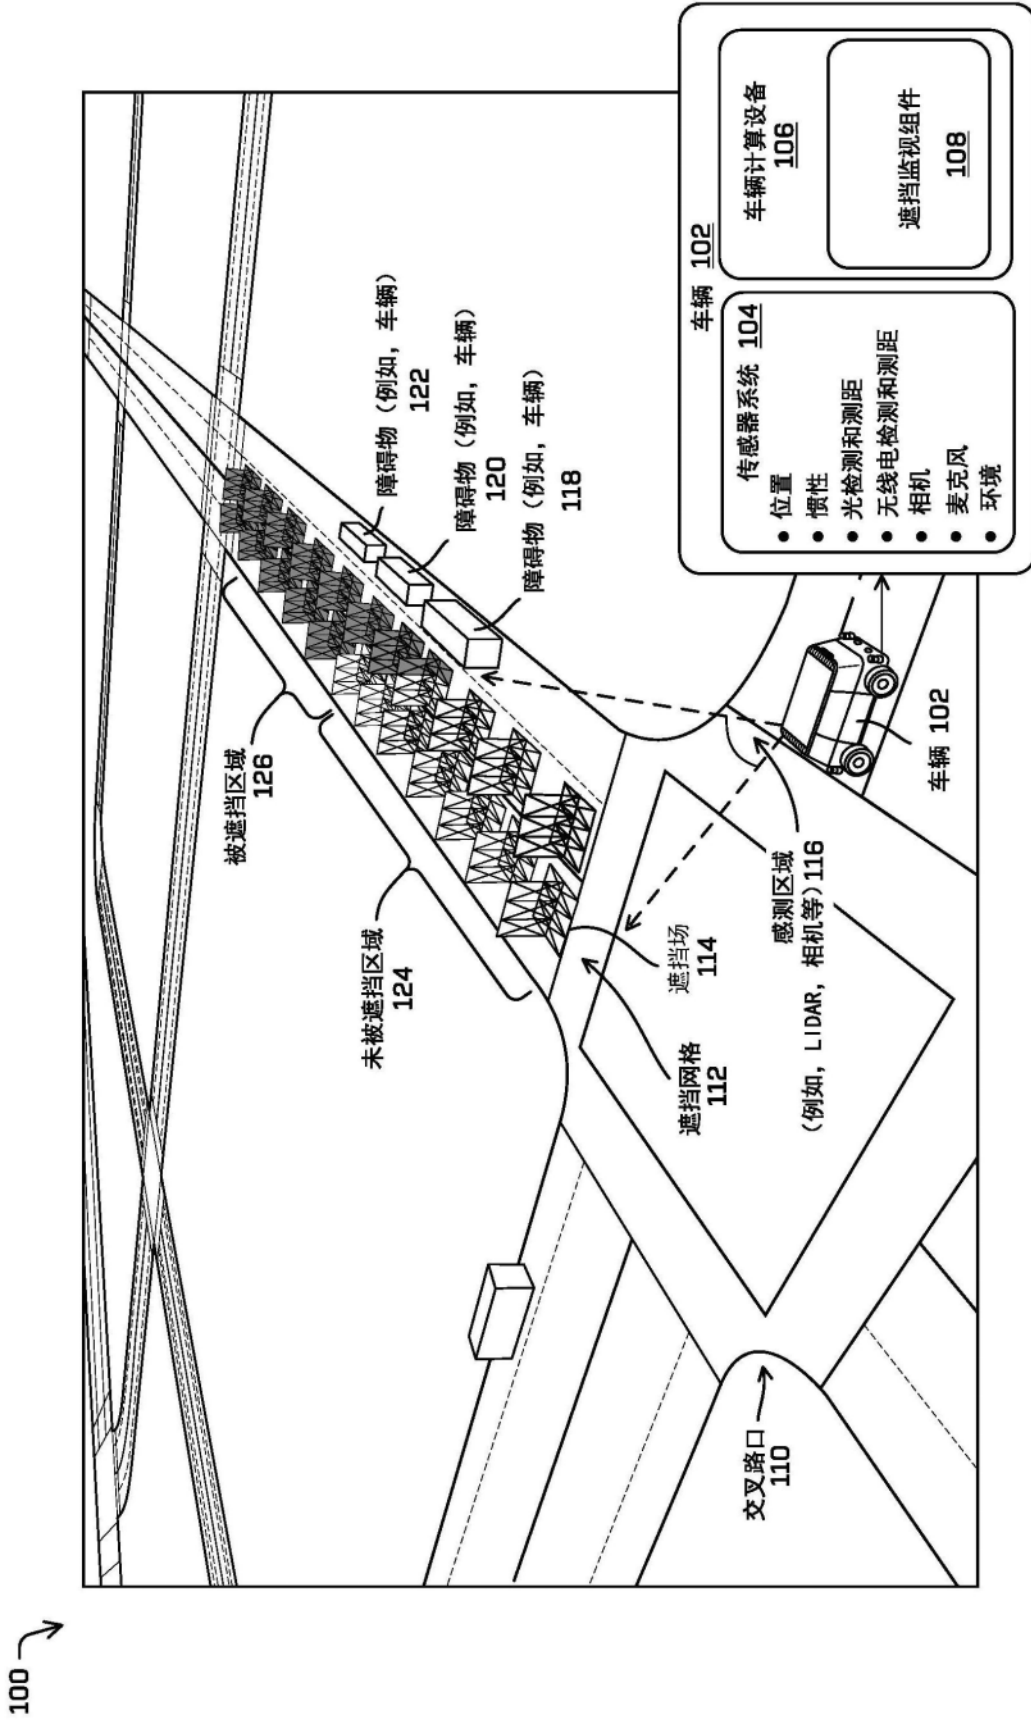 100
被遮挡区域
126
未被遮挡区域
124
障碍物（例如，车辆）
122
障碍物（例如，车辆）
120
障碍物（例如，车辆）
118
遮挡场
114
遮挡网格
112
感测区域
（例如，LIDAR，相机等）116
交叉路口
110
车辆 102
车辆 102
传感器系统 104
● 位置
● 惯性
● 光检测和测距
● 无线电检测和测距
● 相机
● 麦克风
● 环境
车辆计算设备
106
遮挡监视组件
108